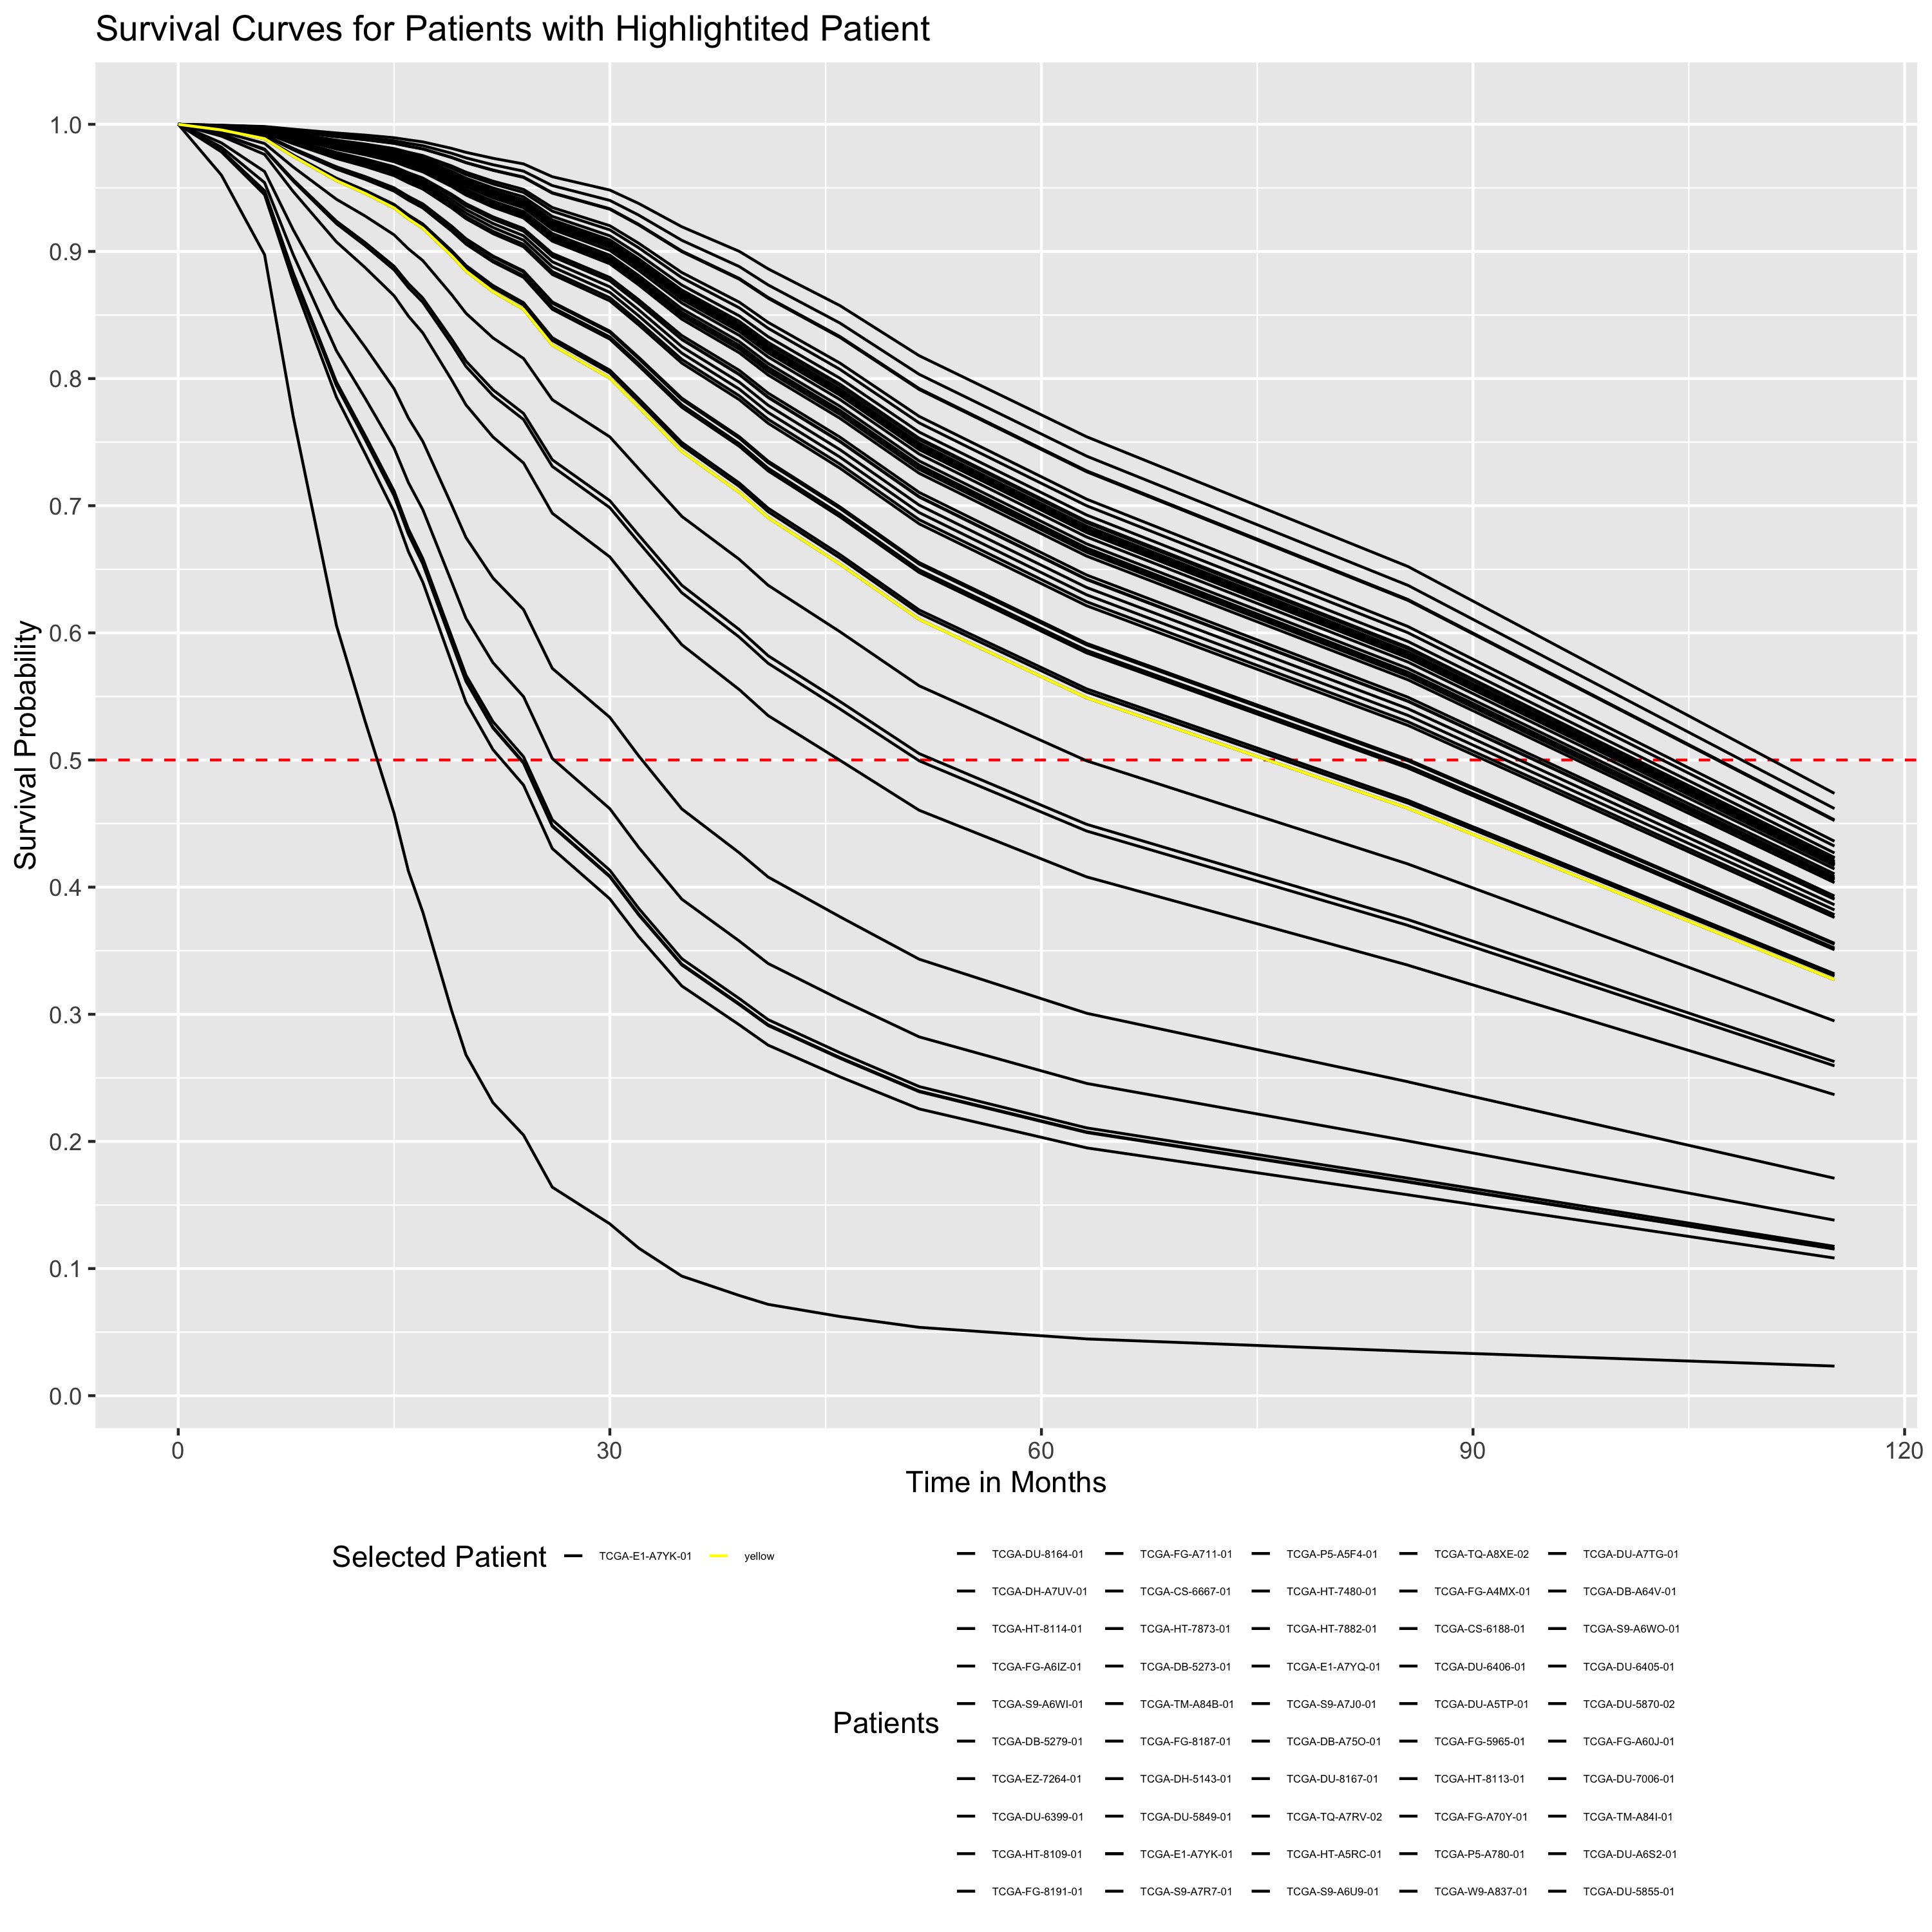 Survival Curves for Patients with Highlightited Patient
Survival Probability
1.0
0.9
0.8
0.7
0.6
0.5
0.4
0.3
0.2
0.1
0.0
0 30 60 90 120
Time in Months
Selected Patient TCGA-E1-A7YK-01 yellow
Patients
TCGA-DU-8164-01 TCGA-FG-A711-01 TCGA-P5-A5F4-01 TCGA-TQ-A8XE-02 TCGA-DU-A7TG-01
TCGA-DH-A7UV-01 TCGA-CS-6667-01 TCGA-HT-7480-01 TCGA-FG-A4MX-01 TCGA-DB-A64V-01
TCGA-HT-8114-01 TCGA-HT-7873-01 TCGA-HT-7882-01 TCGA-CS-6188-01 TCGA-S9-A6WO-01
TCGA-FG-A6IZ-01 TCGA-DB-5273-01 TCGA-E1-A7YQ-01 TCGA-DU-6406-01 TCGA-DU-6405-01
TCGA-S9-A6WI-01 TCGA-TM-A84B-01 TCGA-S9-A7J0-01 TCGA-DU-A5TP-01 TCGA-DU-5870-02
TCGA-DB-5279-01 TCGA-FG-8187-01 TCGA-DB-A75O-01 TCGA-FG-5965-01 TCGA-FG-A60J-01
TCGA-EZ-7264-01 TCGA-DH-5143-01 TCGA-DU-8167-01 TCGA-HT-8113-01 TCGA-DU-7006-01
TCGA-DU-6399-01 TCGA-DU-5849-01 TCGA-TQ-A7RV-02 TCGA-FG-A70Y-01 TCGA-TM-A84I-01
TCGA-HT-8109-01 TCGA-E1-A7YK-01 TCGA-HT-A5RC-01 TCGA-P5-A780-01 TCGA-DU-A6S2-01
TCGA-FG-8191-01 TCGA-S9-A7R7-01 TCGA-S9-A6U9-01 TCGA-W9-A837-01 TCGA-DU-5855-01